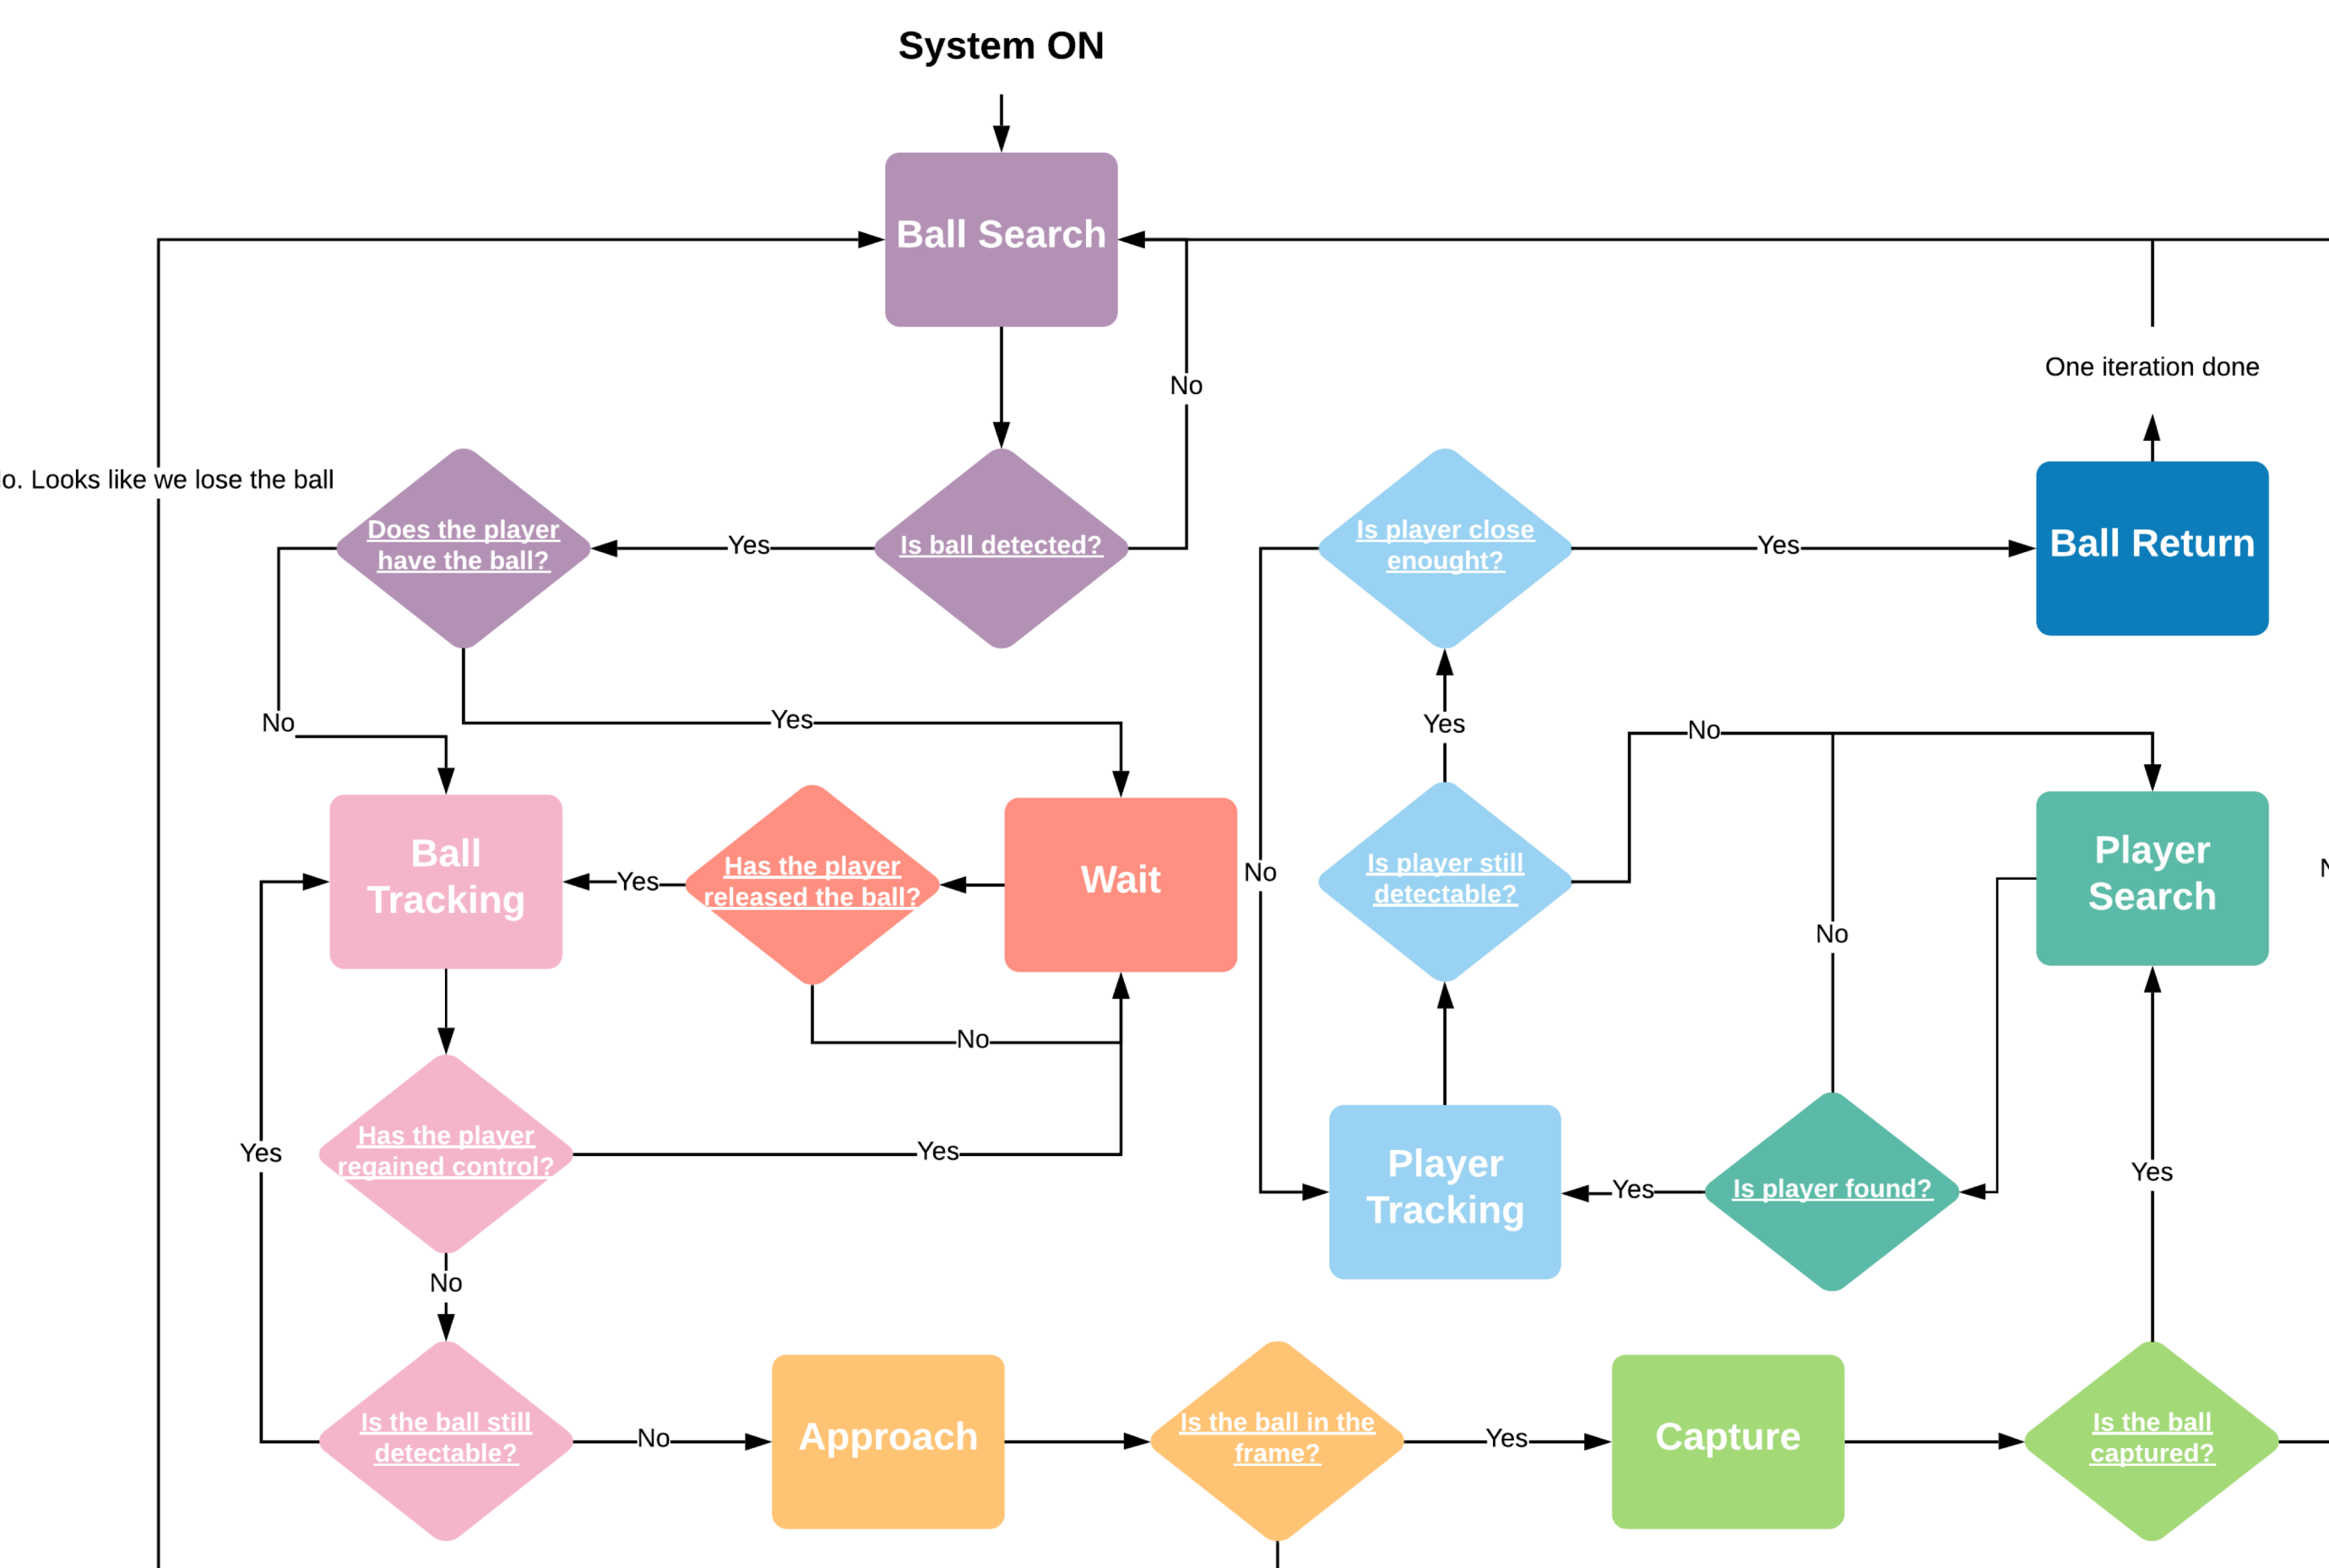 System ON
Ball Search
No
One iteration done
o. Looks like we lose the ball
Does the player
have the ball?
Yes
Is ball detected?
Is player close
enought?
Yes
Ball Return
No
Yes
Yes
No
Ball
Tracking
Yes
Has the player
released the ball?
Wait
No
Is player still
detectable?
No
Player
Search
No
Has the player
regained control?
Yes
Yes
Player
Tracking
Yes
Is player found?
Yes
No
Is the ball still
detectable?
No
Approach
Is the ball in the
frame?
Yes
Capture
Is the ball
captured?